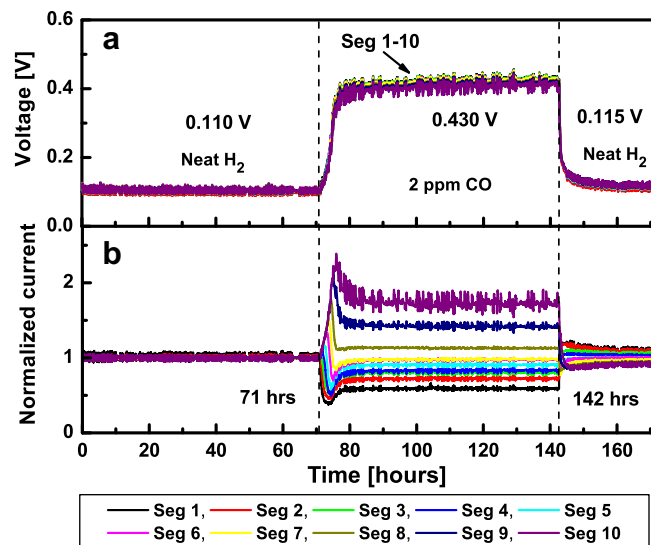 a
Seg 1-10
0.110 V
0.430 V
0.115 V
Neat H2
Neat H2
2 ppm CO
Voltage [V]
0.6
0.4
0.2
0.0
b
Normalized current
2
1
0
71 hrs
142 hrs
0 20 40 60 80 100 120 140 160
Time [hours]
Seg 1, Seg 2, Seg 3, Seg 4, Seg 5
Seg 6, Seg 7, Seg 8, Seg 9, Seg 10